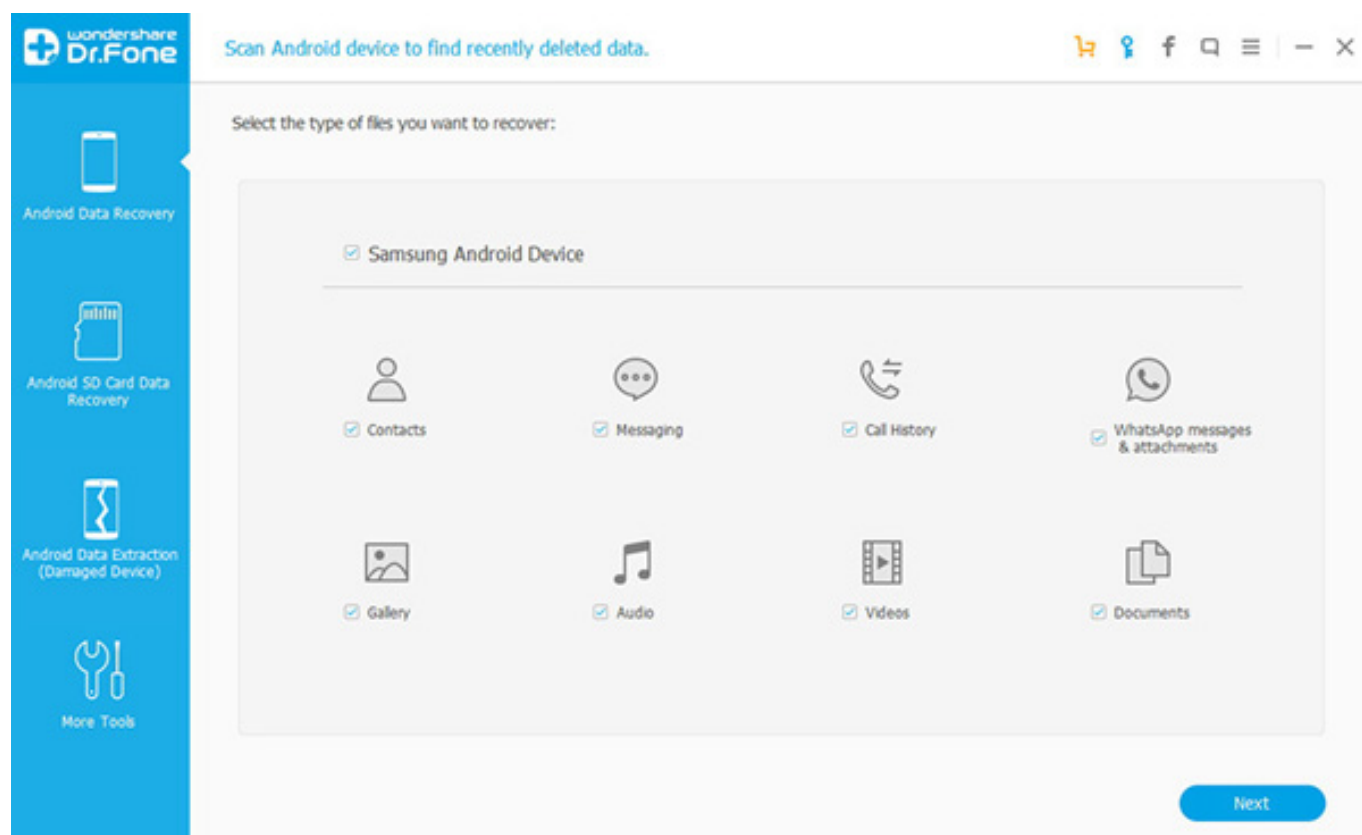 wondershare
Dr.Fone
Scan Android device to find recently deleted data.
Select the type of files you want to recover:
Android Data Recovery
Android SD Card Data
Recovery
Android Data Extraction
(Damaged Device)
More Tools
Samsung Android Device
Contacts
Messaging
Call History
WhatsApp messages
& attachments
Gallery
Audio
Videos
Documents
Next